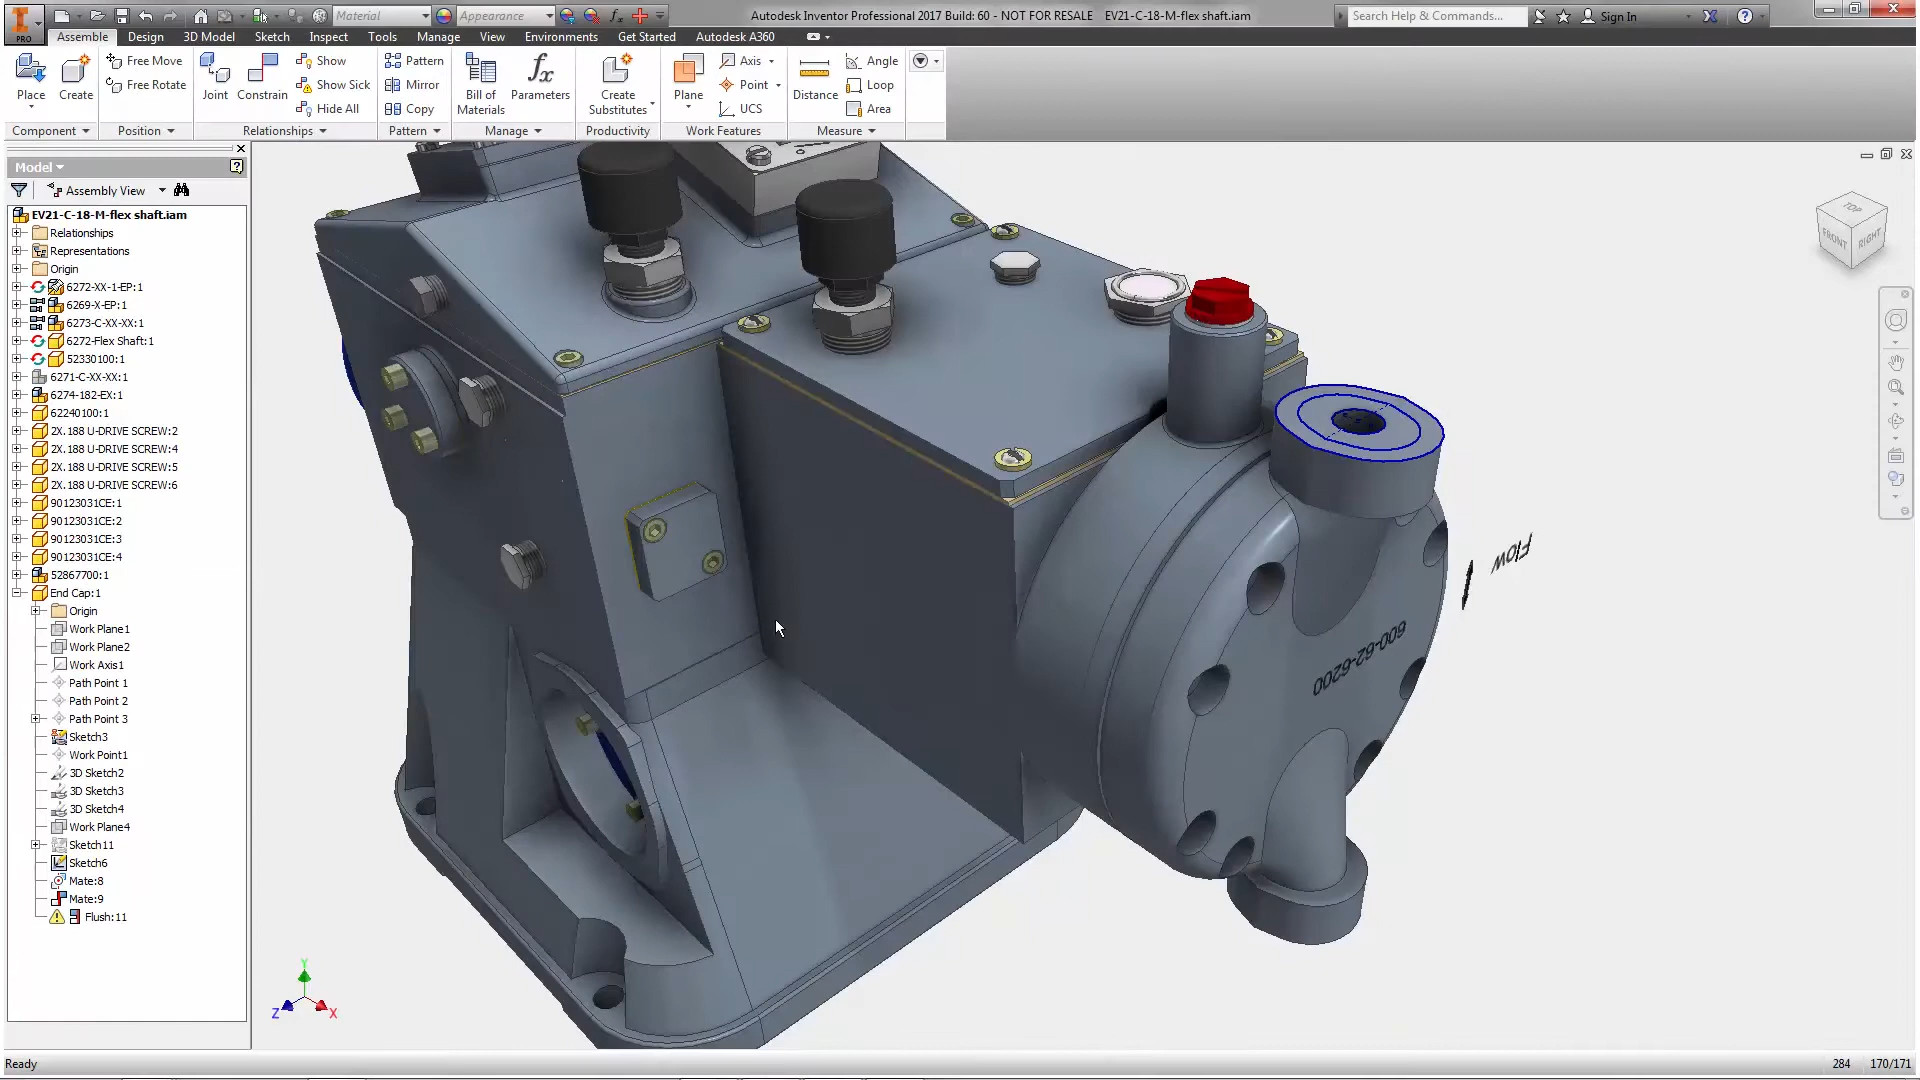 PRO
Material
Appearance
fx
Autodesk Inventor Professional 2017 Build: 60 - NOT FOR RESALE EV21-C-18-M-flex shaft.iam
Search Help & Commands...
Sign In
Assemble Design 3D Model Sketch Inspect Tools Manage View Environments Get Started Autodesk A360
Place
Create
Free Move
Free Rotate
Joint
Constrain
Show
Show Sick
Hide All
Pattern
Mirror
Copy
Bill of
Materials
fx
Parameters
Create
Substitutes
Plane
Axis
Point
UCS
Distance
Angle
Loop
Area
Component Position Relationships Pattern Manage Productivity Work Features Measure
Model
Assembly View
EV21-C-18-M-flex shaft.iam
Relationships
Representations
Origin
6272-XX-1-EP:1
6269-X-EP:1
6273-C-XX-XX:1
6272-Flex Shaft:1
52330100:1
6271-C-XX-XX:1
6274-182-EX:1
62240100:1
2X.188 U-DRIVE SCREW:2
2X.188 U-DRIVE SCREW:4
2X.188 U-DRIVE SCREW:5
2X.188 U-DRIVE SCREW:6
90123031CE:1
90123031CE:2
90123031CE:3
90123031CE:4
52867700:1
End Cap:1
Origin
Work Plane1
Work Plane2
Work Axis1
Path Point 1
Path Point 2
Path Point 3
Sketch3
Work Point1
3D Sketch2
3D Sketch3
3D Sketch4
Work Plane4
Sketch11
Sketch6
Mate:8
Mate:9
Flush:11
TOP
FRONT
RIGHT
FLOW
600-62-6200
Y
Z
X
Ready
284 170/171